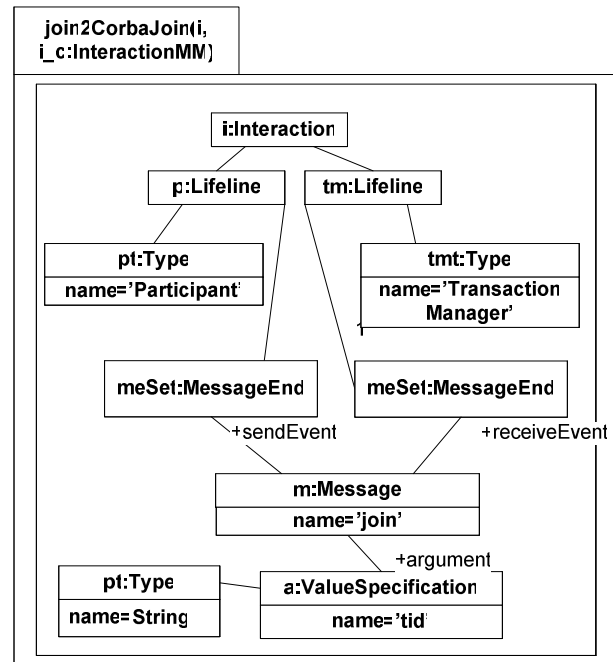 join2CorbaJoin(i,
i_c:InteractionMM)
i:Interaction
p:Lifeline
tm:Lifeline
pt:Type
name='Participant'
tmt:Type
name='Transaction
Manager'
meSet:MessageEnd
meSet:MessageEnd
+sendEvent
+receiveEvent
m:Message
name='join'
+argument
pt:Type
name=String
a:ValueSpecification
name='tid'